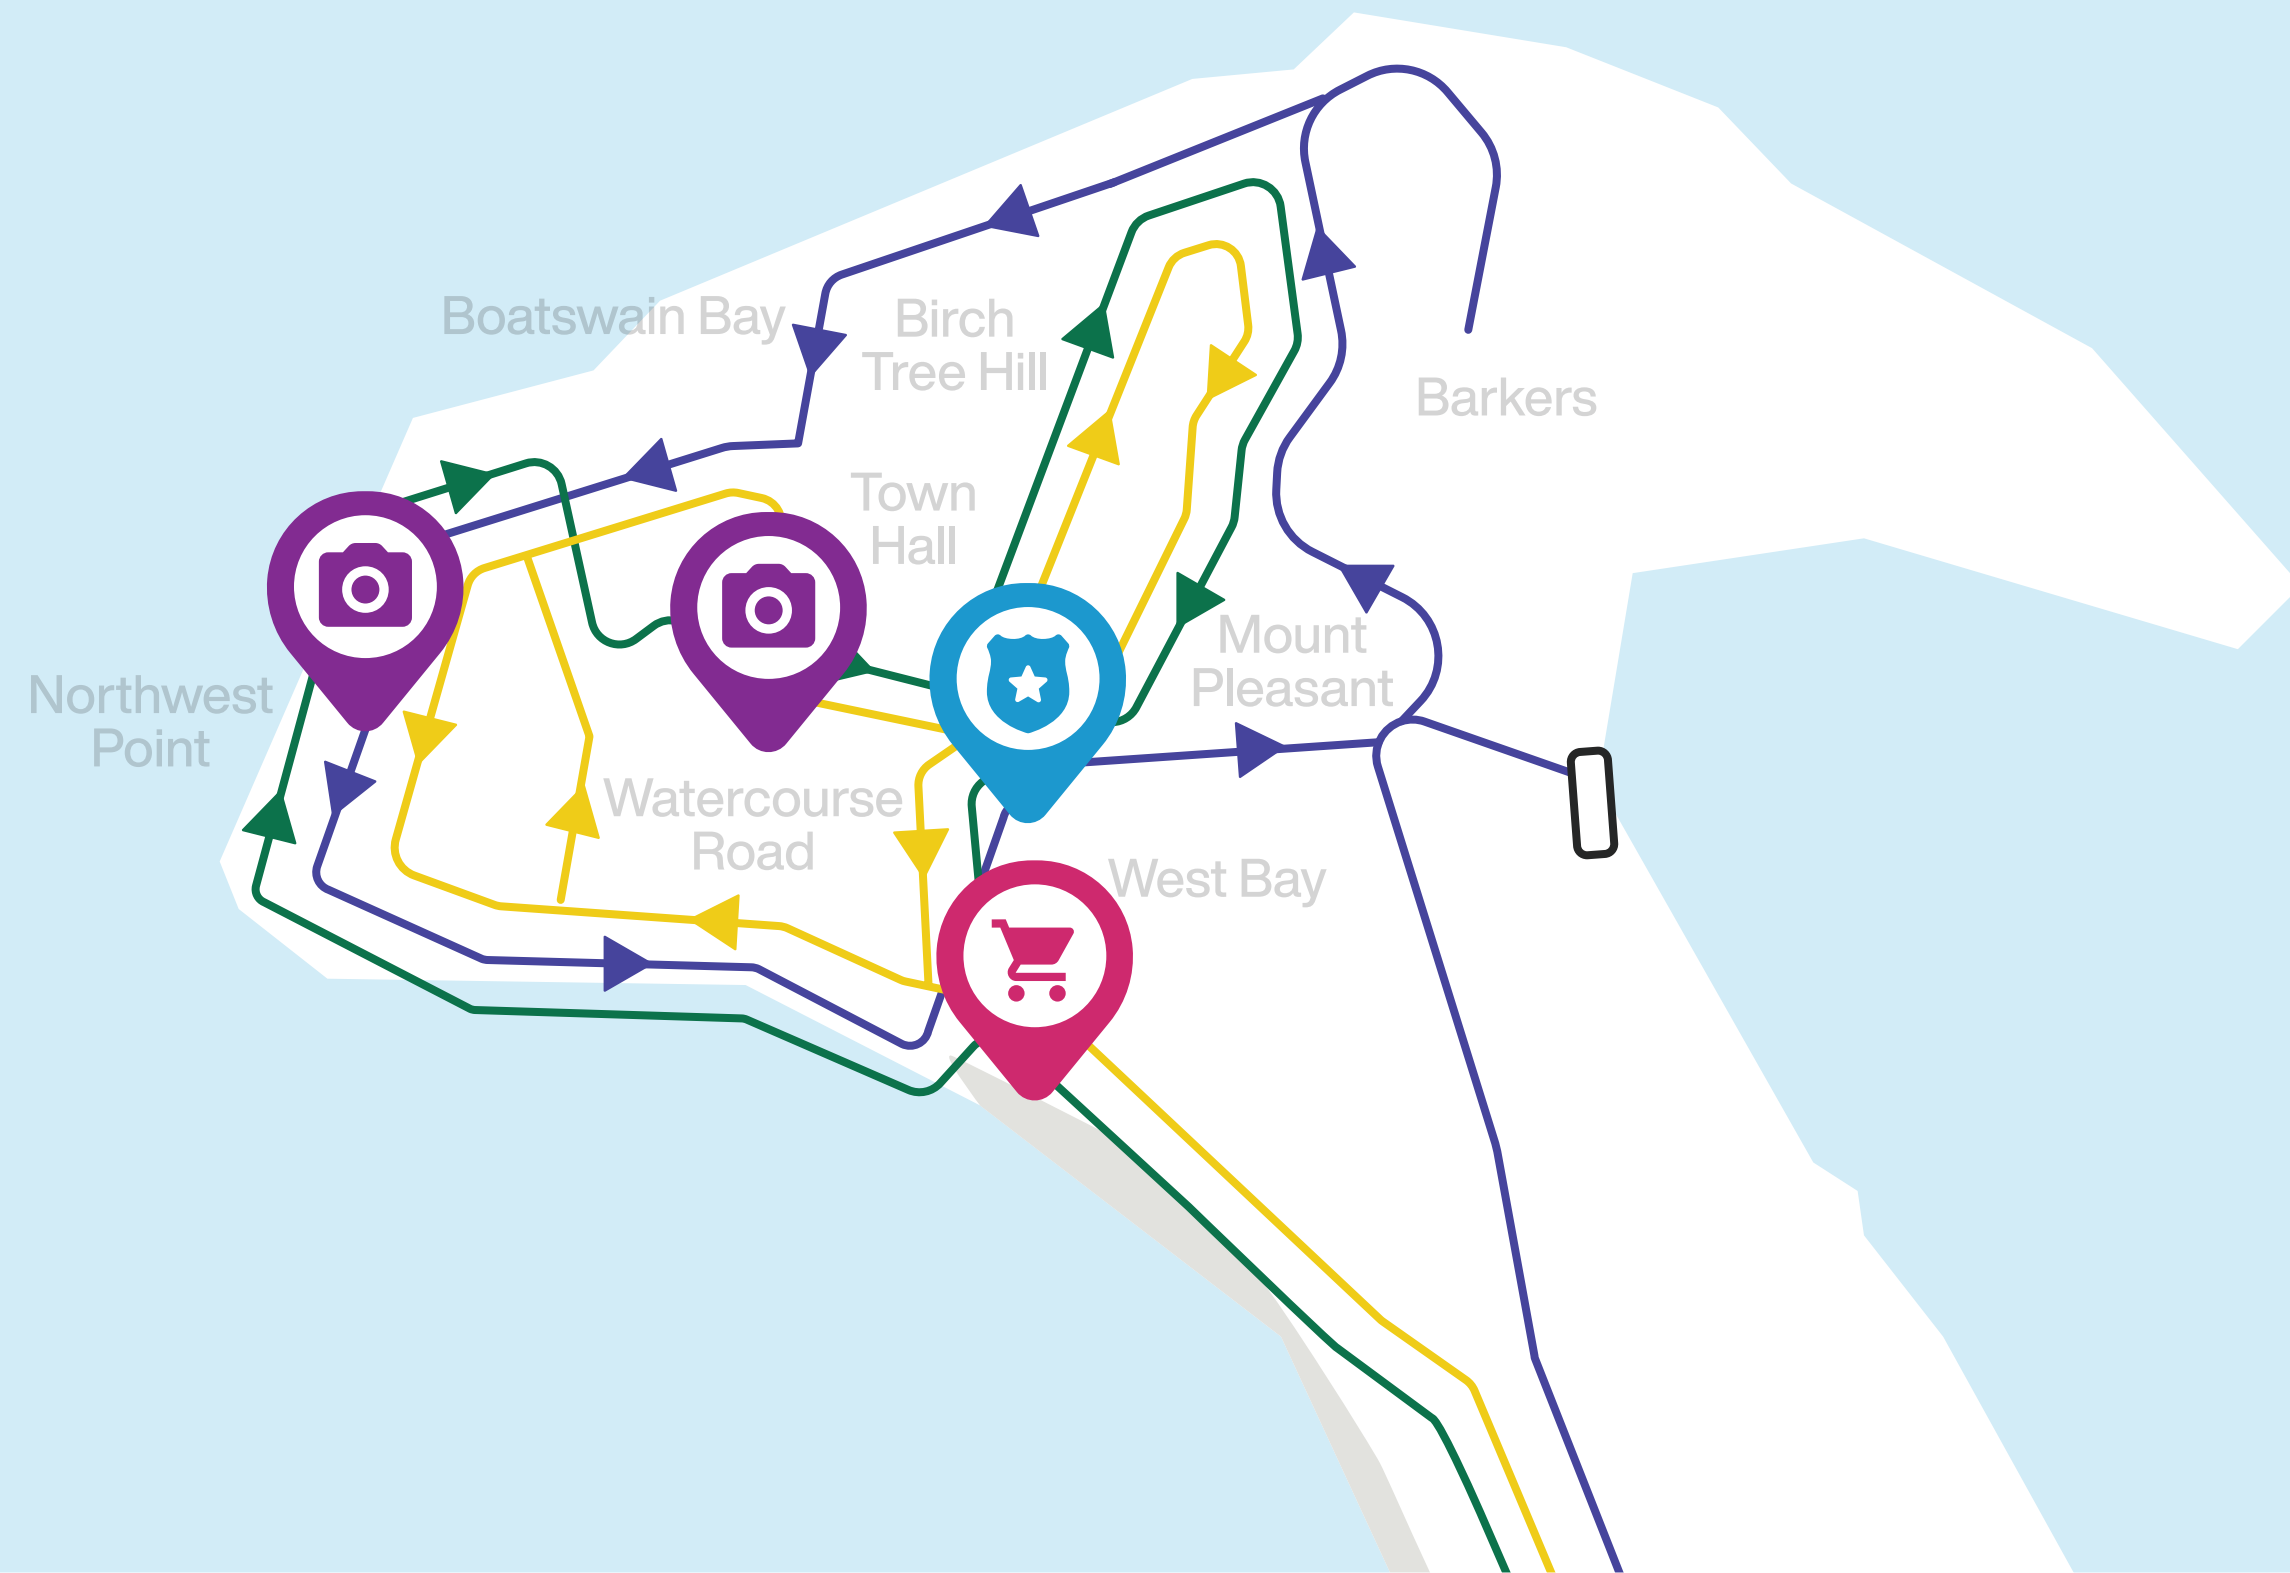 Boatswain Bay
Birch
Tree Hill
Barkers
Town
Hall
Mount
Pleasant
Northwest
Point
Watercourse
Road
West Bay